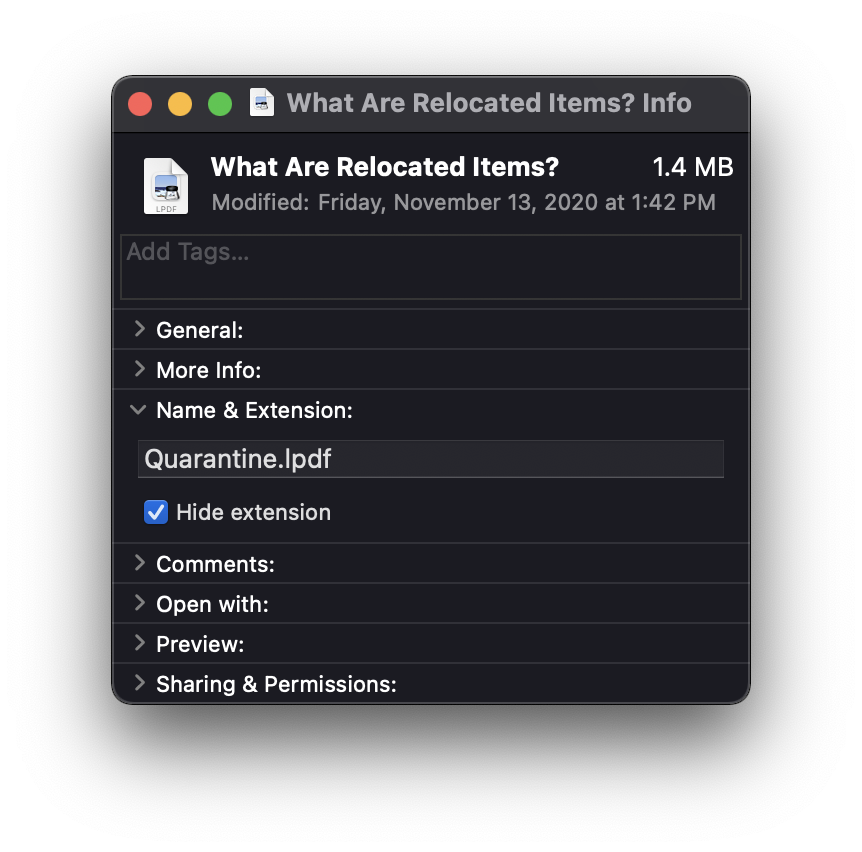 What Are Relocated Items? Info
What Are Relocated Items? 1.4 MB
Modified: Friday, November 13, 2020 at 1:42 PM
LPDF
Add Tags...
General:
More Info:
Name & Extension:
Quarantine.lpdf
Hide extension
Comments:
Open with:
Preview:
Sharing & Permissions: